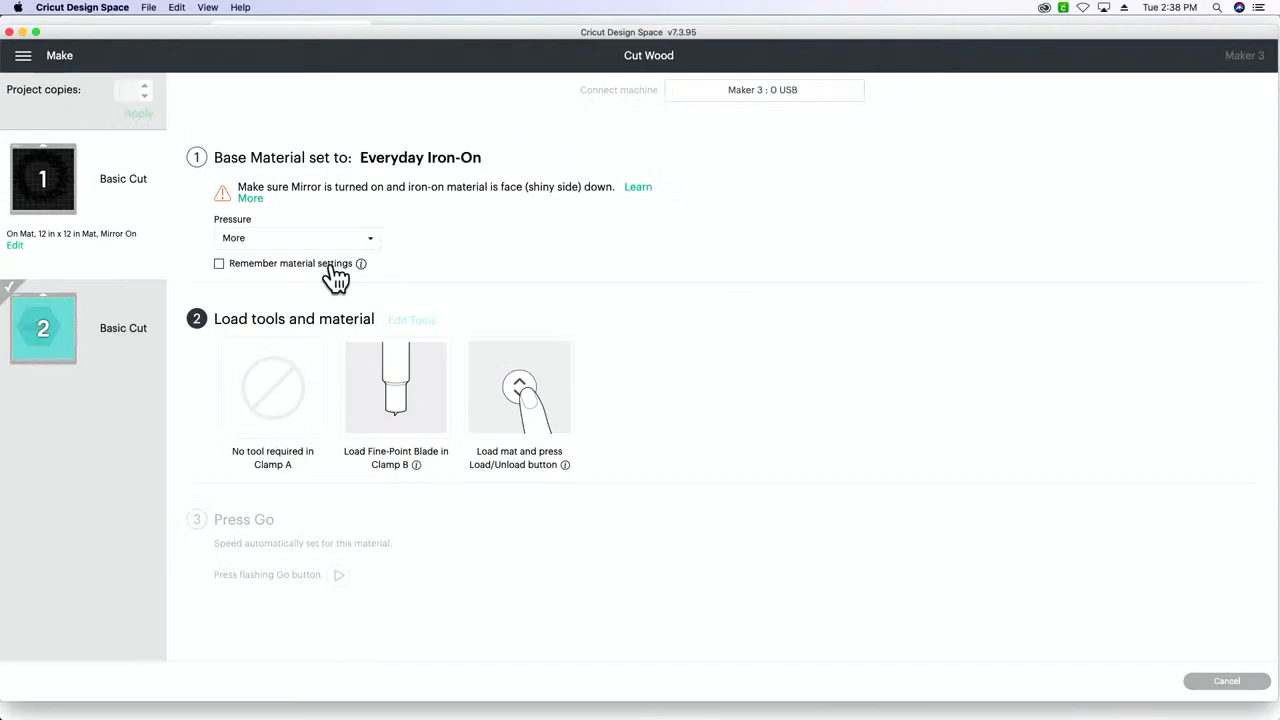 Cricut Design Space File Edit View Help
Tue 2:38 PM
Cricut Design Space v7.3.95
Make
Cut Wood
Maker 3
Project copies:
Apply
Connect machine
Maker 3 : 0 USB
1
Basic Cut
On Mat, 12 in x 12 in Mat, Mirror On
Edit
2
Basic Cut
1 Base Material set to: Everyday Iron-On
Make sure Mirror is turned on and iron-on material is face (shiny side) down. Learn
More
Pressure
More
Remember material settings
2 Load tools and material Edit Tools
No tool required in
Clamp A
Load Fine-Point Blade in
Clamp B
Load mat and press
Load/Unload button
3 Press Go
Speed automatically set for this material.
Press flashing Go button.
Cancel